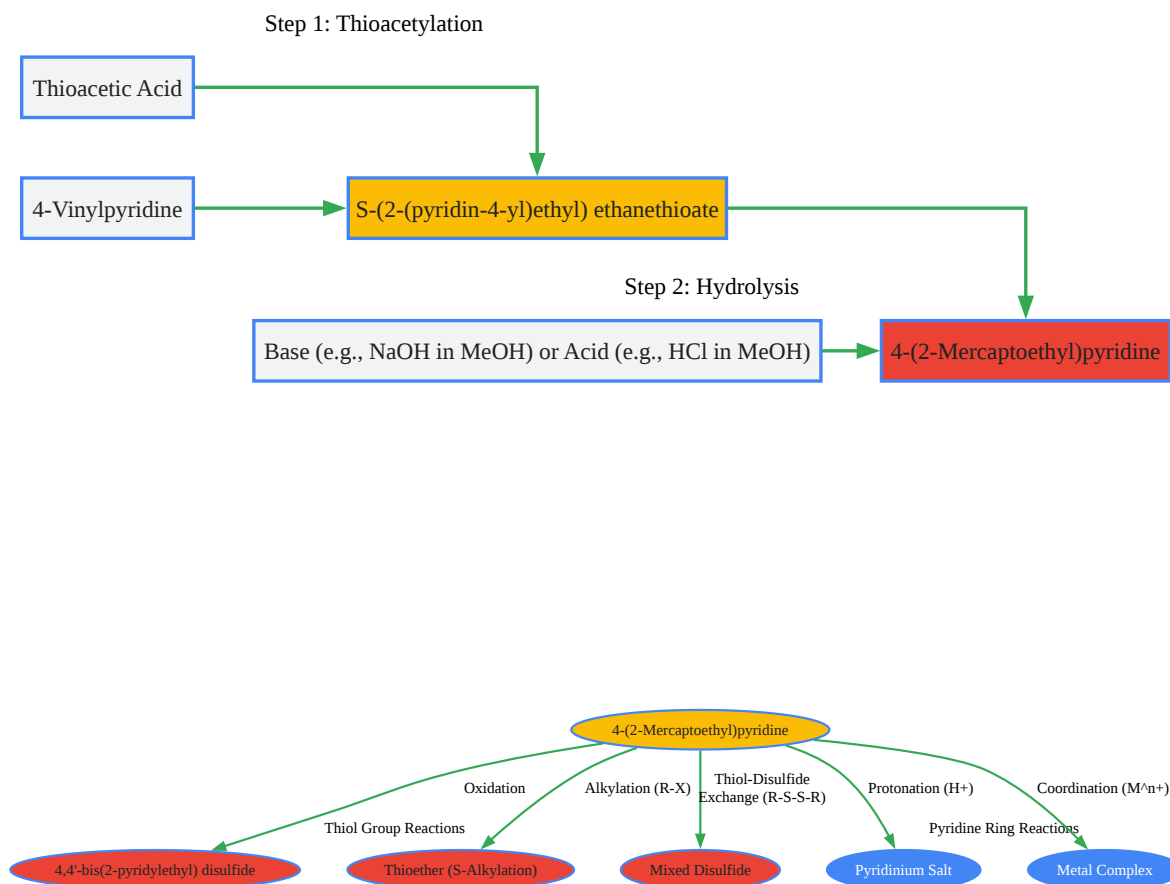 Step 1: Thioacetylation
Thioacetic Acid
4-Vinylpyridine
S-(2-(pyridin-4-yl)ethyl) ethanethioate
Step 2: Hydrolysis
Base (e.g., NaOH in MeOH) or Acid (e.g., HCl in MeOH)
4-(2-Mercaptoethyl)pyridine
4-(2-Mercaptoethyl)pyridine
Oxidation
Alkylation (R-X)
Thiol-Disulfide
Exchange (R-S-S-R)
Protonation (H+)
Coordination (M^n+)
Thiol Group Reactions
Pyridine Ring Reactions
4,4'-bis(2-pyridylethyl) disulfide
Thioether (S-Alkylation)
Mixed Disulfide
Pyridinium Salt
Metal Complex